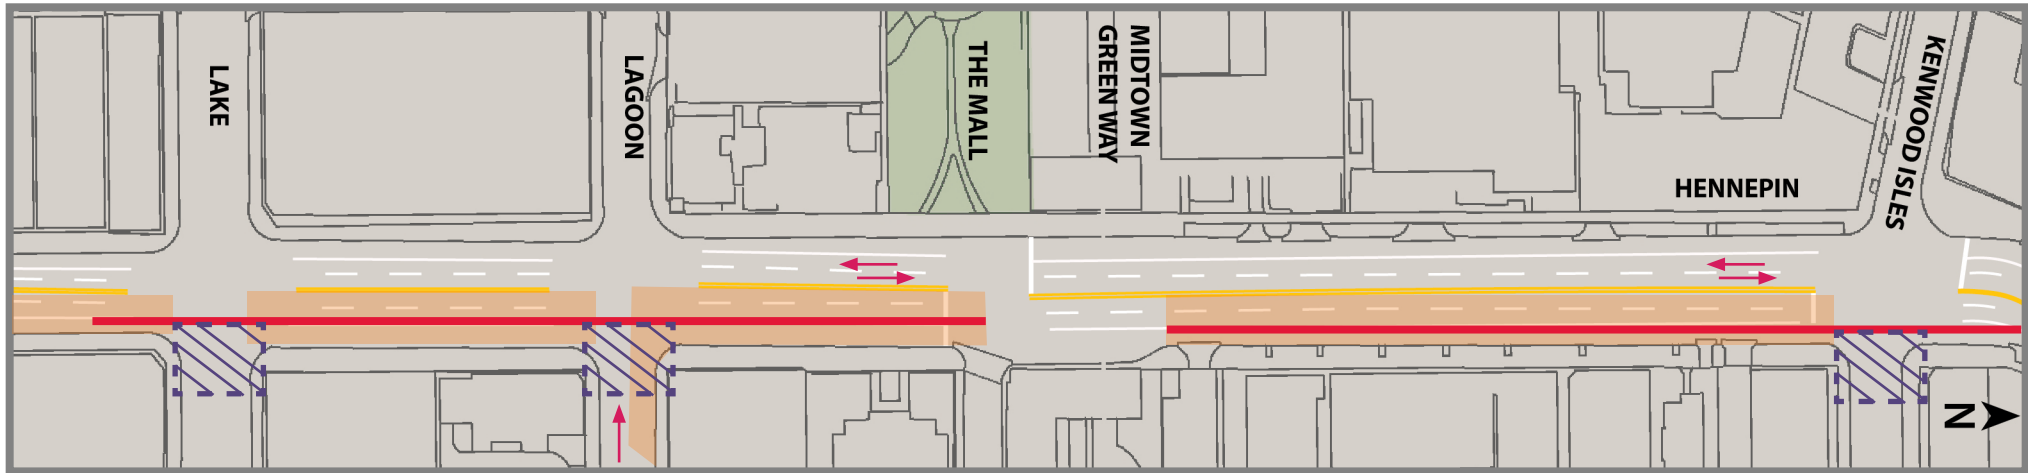 LAKE
LAGOON
THE MALL
MIDTOWN
GREEN WAY
HENNEPIN
KENWOOD ISLES
N